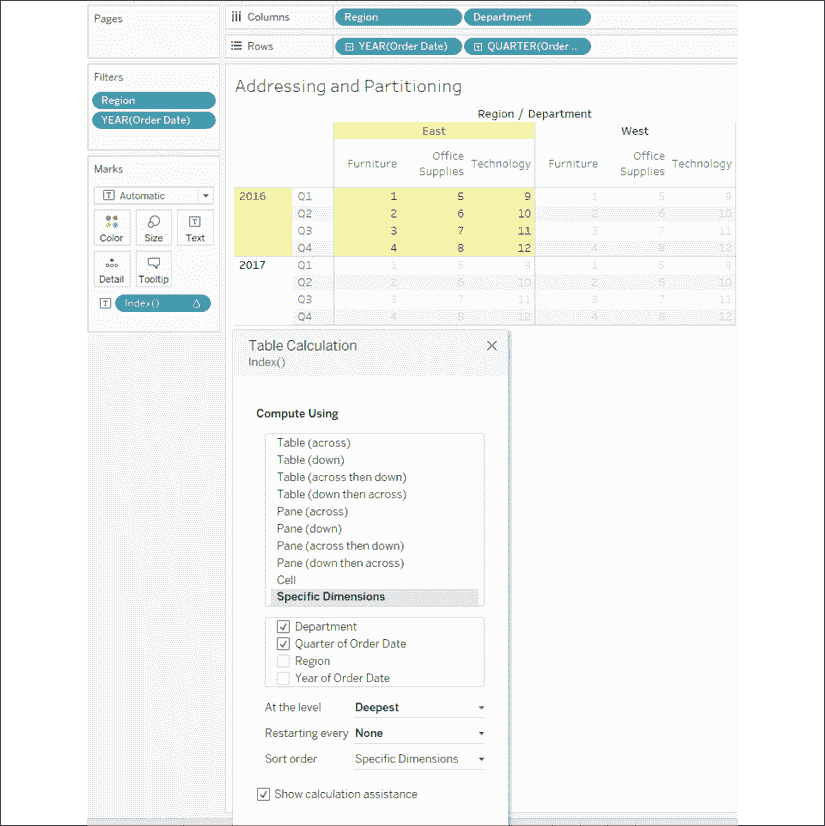 Pages
Columns
Region
Department
Rows
YEAR(Order Date)
QUARTER(Order ..
Filters
Region
YEAR(Order Date)
Marks
Automatic
Color
Size
Text
Detail
Tooltip
Index()
Addressing and Partitioning
Region / Department
East
West
Furniture
Office
Supplies
Technology
Furniture
Office
Supplies
Technology
2016 Q1 1 5 9 1 5 9
Q2 2 6 10 2 6 10
Q3 3 7 11 3 7 11
Q4 4 8 12 4 8 12
2017 Q1 1 5 9 1 5 9
Q2 2 6 10 2 6 10
Q3 3 7 11 3 7 11
Q4 4 8 12 4 8 12
Table Calculation
Index()
Compute Using
Table (across)
Table (down)
Table (across then down)
Table (down then across)
Pane (across)
Pane (down)
Pane (across then down)
Pane (down then across)
Cell
Specific Dimensions
Department
Quarter of Order Date
Region
Year of Order Date
At the level Deepest
Restarting every None
Sort order Specific Dimensions
Show calculation assistance